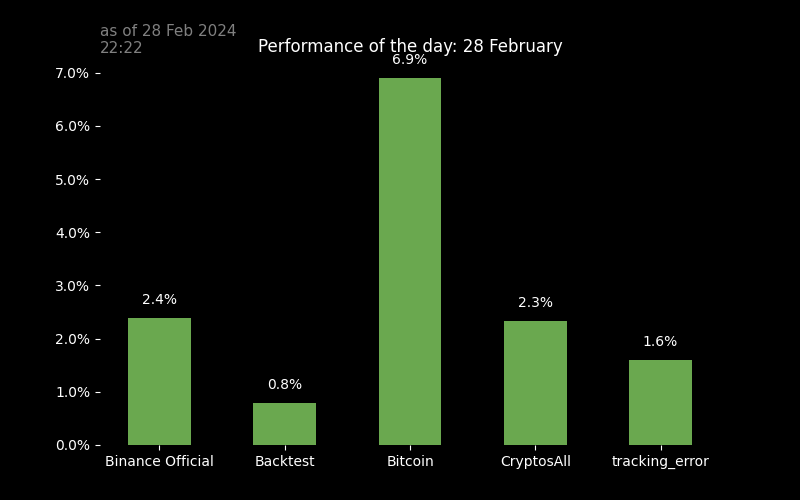 as of 28 Feb 2024
22:22
Performance of the day: 28 February
7.0%
6.0%
5.0%
4.0%
3.0%
2.0%
1.0%
0.0%
2.4%
0.8%
6.9%
2.3%
1.6%
Binance Official
Backtest
Bitcoin
CryptosAll
tracking_error